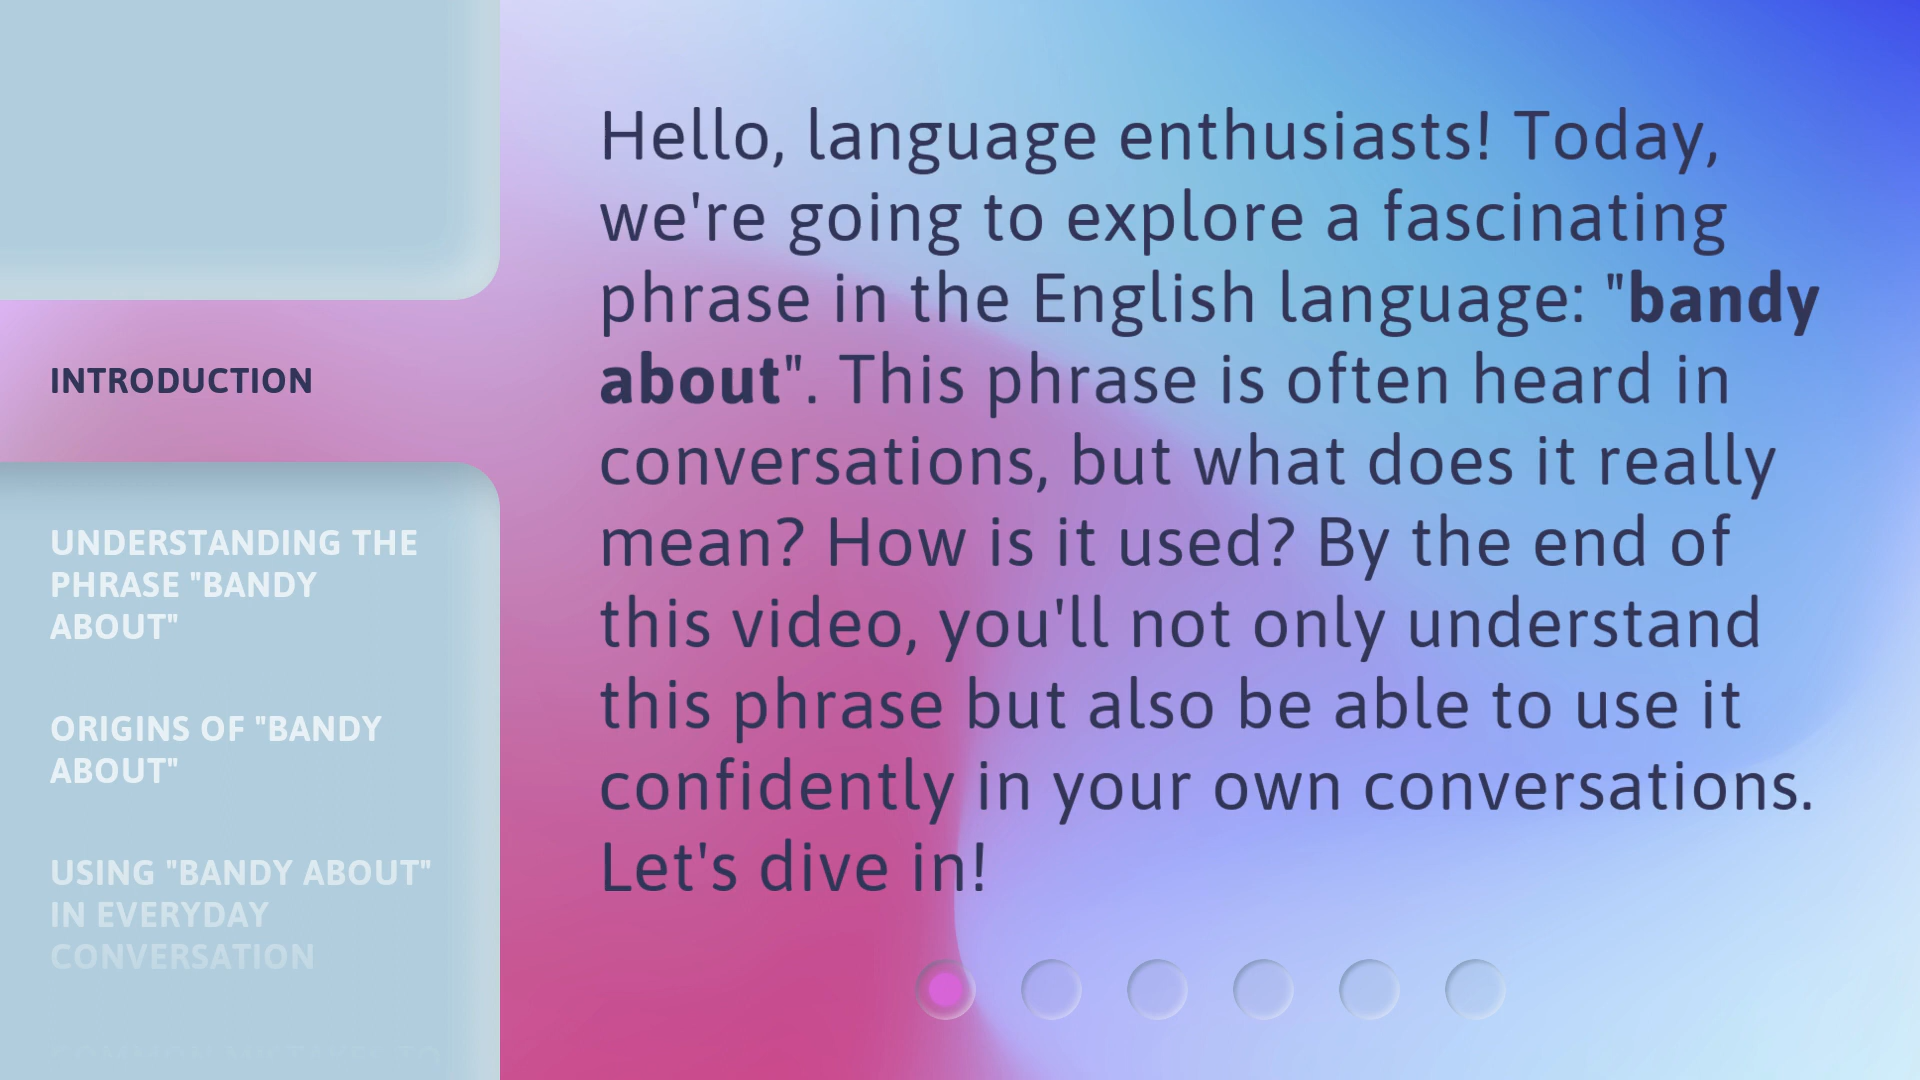 INTRODUCTION
UNDERSTANDING THE
PHRASE "BANDY
ABOUT"
ORIGINS OF "BANDY
ABOUT"
USING "BANDY ABOUT"
IN EVERYDAY
CONVERSATION
Hello, language enthusiasts! Today,
we're going to explore a fascinating
phrase in the English language: "bandy
about". This phrase is often heard in
conversations, but what does it really
mean? How is it used? By the end of
this video, you'll not only understand
this phrase but also be able to use it
confidently in your own conversations.
Let's dive in!